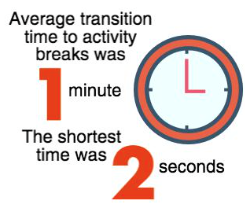 Average transition
time to activity
breaks was
1 minute
The shortest
time was
2 seconds